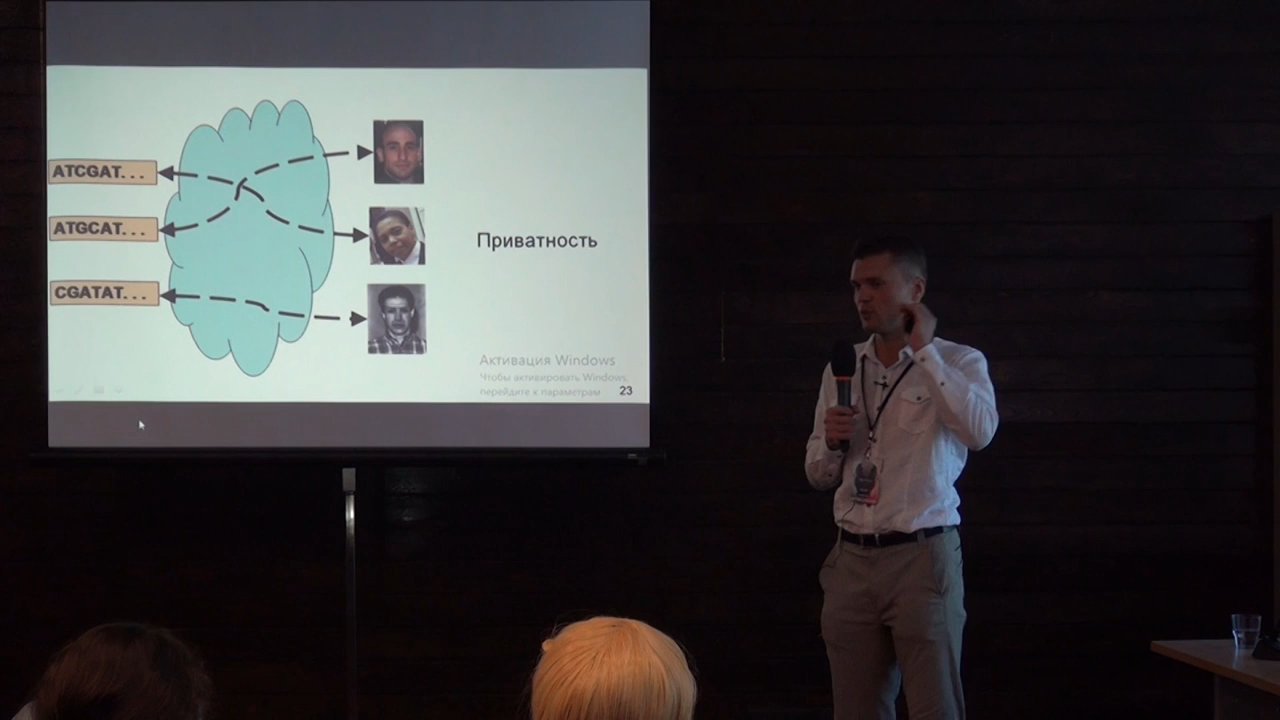 ATCGAT...
ATGCAT...
CGATAT...
Приватность
Активация Windows
Чтобы активировать Windows,
перейдите к параметрам
23